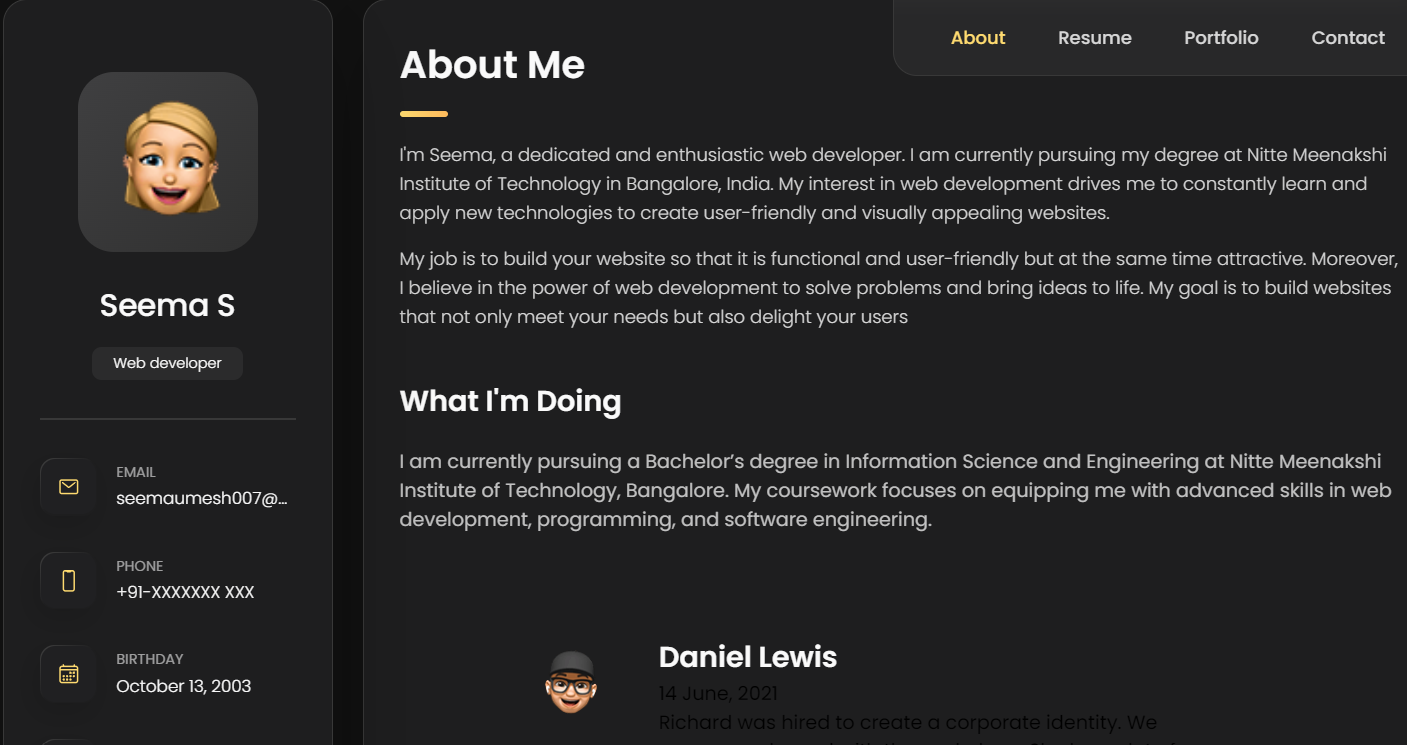 Seema S
Web developer
EMAIL
seemaumesh007@...
PHONE
+91-XXXXXXX XXX
BIRTHDAY
October 13, 2003
About Resume Portfolio Contact
About Me
I'm Seema, a dedicated and enthusiastic web developer. I am currently pursuing my degree at Nitte Meenakshi
Institute of Technology in Bangalore, India. My interest in web development drives me to constantly learn and
apply new technologies to create user-friendly and visually appealing websites.
My job is to build your website so that it is functional and user-friendly but at the same time attractive. Moreover,
I believe in the power of web development to solve problems and bring ideas to life. My goal is to build websites
that not only meet your needs but also delight your users
What I'm Doing
I am currently pursuing a Bachelor’s degree in Information Science and Engineering at Nitte Meenakshi
Institute of Technology, Bangalore. My coursework focuses on equipping me with advanced skills in web
development, programming, and software engineering.
Daniel Lewis
14 June, 2021
Richard was hired to create a corporate identity. We